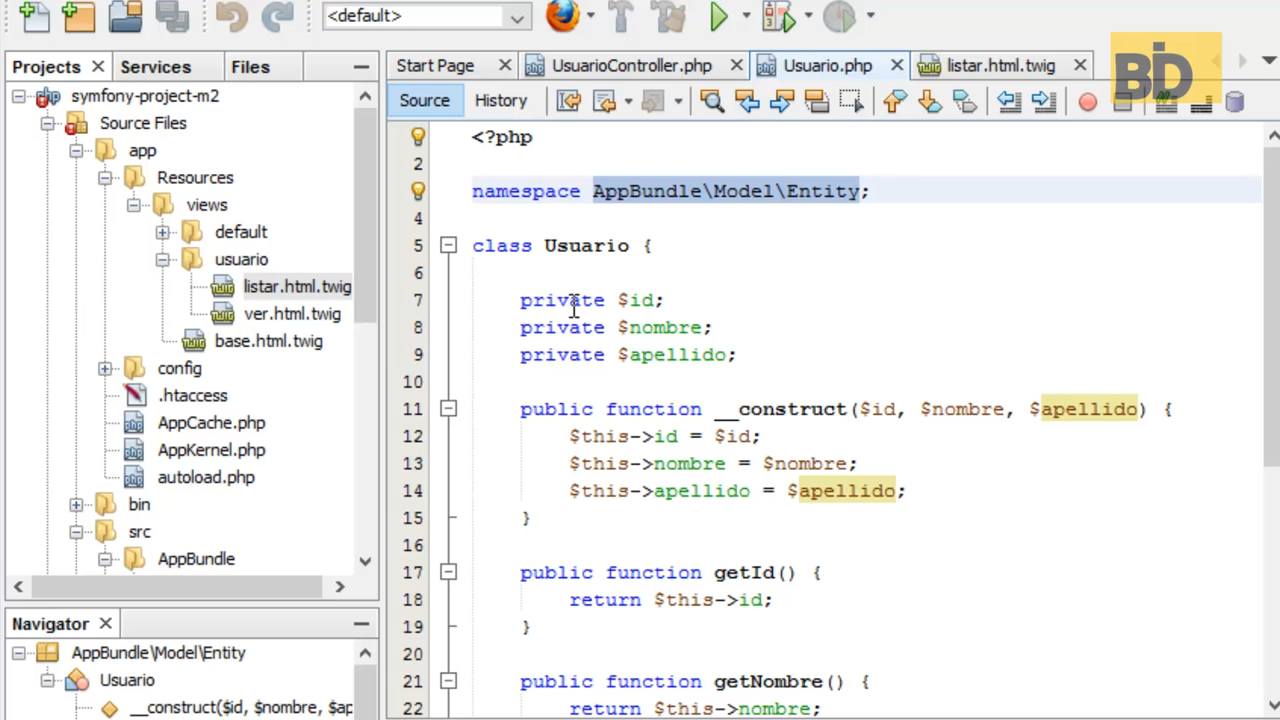 <default>
Projects
Services
Files
Start Page
UsuarioController.php
Usuario.php
listar.html.twig
BiD
Source
History
symfony-project-m2
Source Files
app
Resources
views
default
usuario
listar.html.twig
ver.html.twig
base.html.twig
config
.htaccess
AppCache.php
AppKernel.php
autoload.php
bin
src
AppBundle
Navigator
AppBundle\Model\Entity
Usuario
__construct($id, $nombre, $ap
<?php
2
namespace AppBundle\Model\Entity;
4
5 class Usuario {
6
7 private $id;
8 private $nombre;
9 private $apellido;
10
11 public function __construct($id, $nombre, $apellido) {
12 $this->id = $id;
13 $this->nombre = $nombre;
14 $this->apellido = $apellido;
15 }
16
17 public function getId() {
18 return $this->id;
19 }
20
21 public function getNombre() {
22 return $this->nombre;